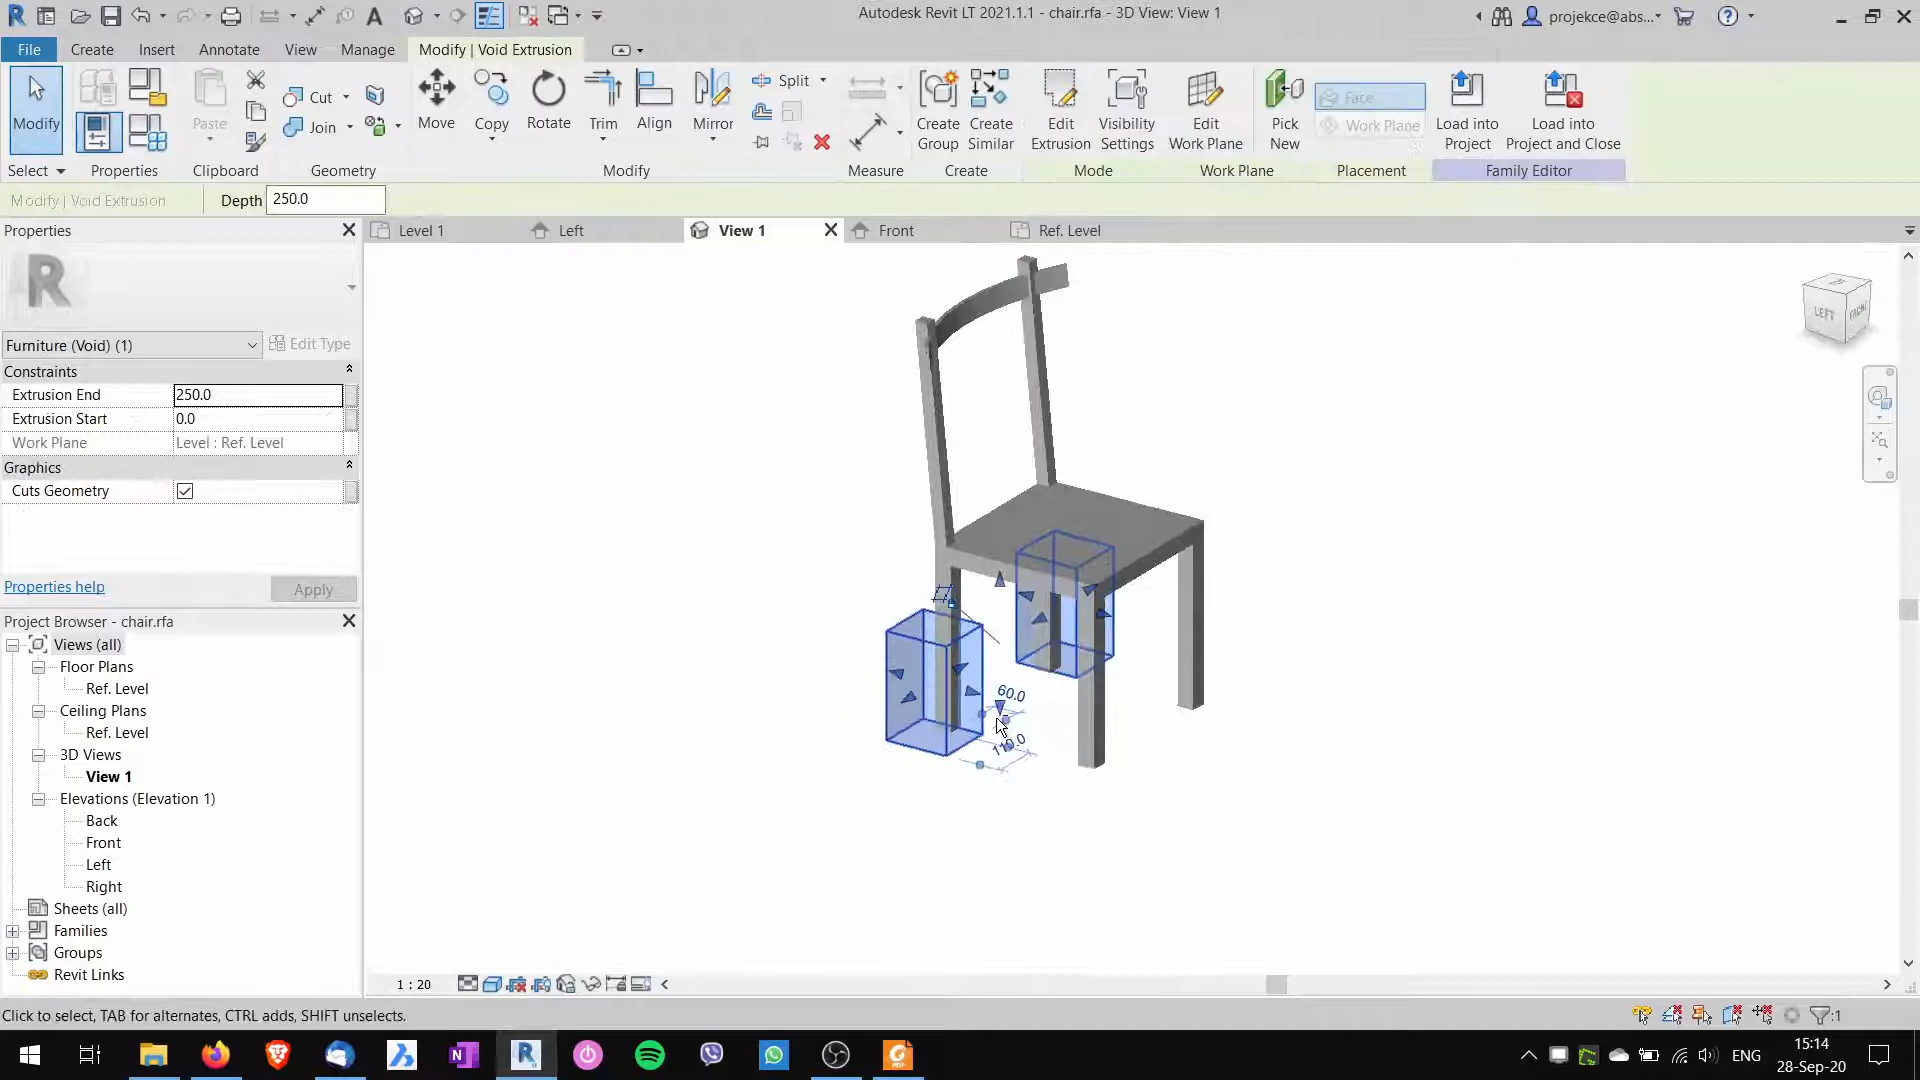 Autodesk Revit LT 2021.1.1 - chair.rfa - 3D View: View 1
projekce@abs...
File Create Insert Annotate View Manage Modify | Void Extrusion
Modify
Paste
Cut
Join
Move
Copy
Rotate
Trim
Align
Mirror
Split
Create Group
Create Similar
Edit Extrusion
Visibility Settings
Edit Work Plane
Pick New
Face
Work Plane
Load into Project
Load into Project and Close
Select Properties Clipboard Geometry Modify Measure Create Mode Work Plane Placement Family Editor
Modify | Void Extrusion Depth 250.0
Properties
Level 1 Left View 1 Front Ref. Level
R
Furniture (Void) (1) Edit Type
Constraints
Extrusion End 250.0
Extrusion Start 0.0
Work Plane Level : Ref. Level
Graphics
Cuts Geometry
Properties help Apply
Project Browser - chair.rfa
Views (all)
Floor Plans
Ref. Level
Ceiling Plans
Ref. Level
3D Views
View 1
Elevations (Elevation 1)
Back
Front
Left
Right
Sheets (all)
Families
Groups
Revit Links
LEFT
60.0
110.0
1 : 20
Click to select, TAB for alternates, CTRL adds, SHIFT unselects.
:1
ENG
15:14
28-Sep-20